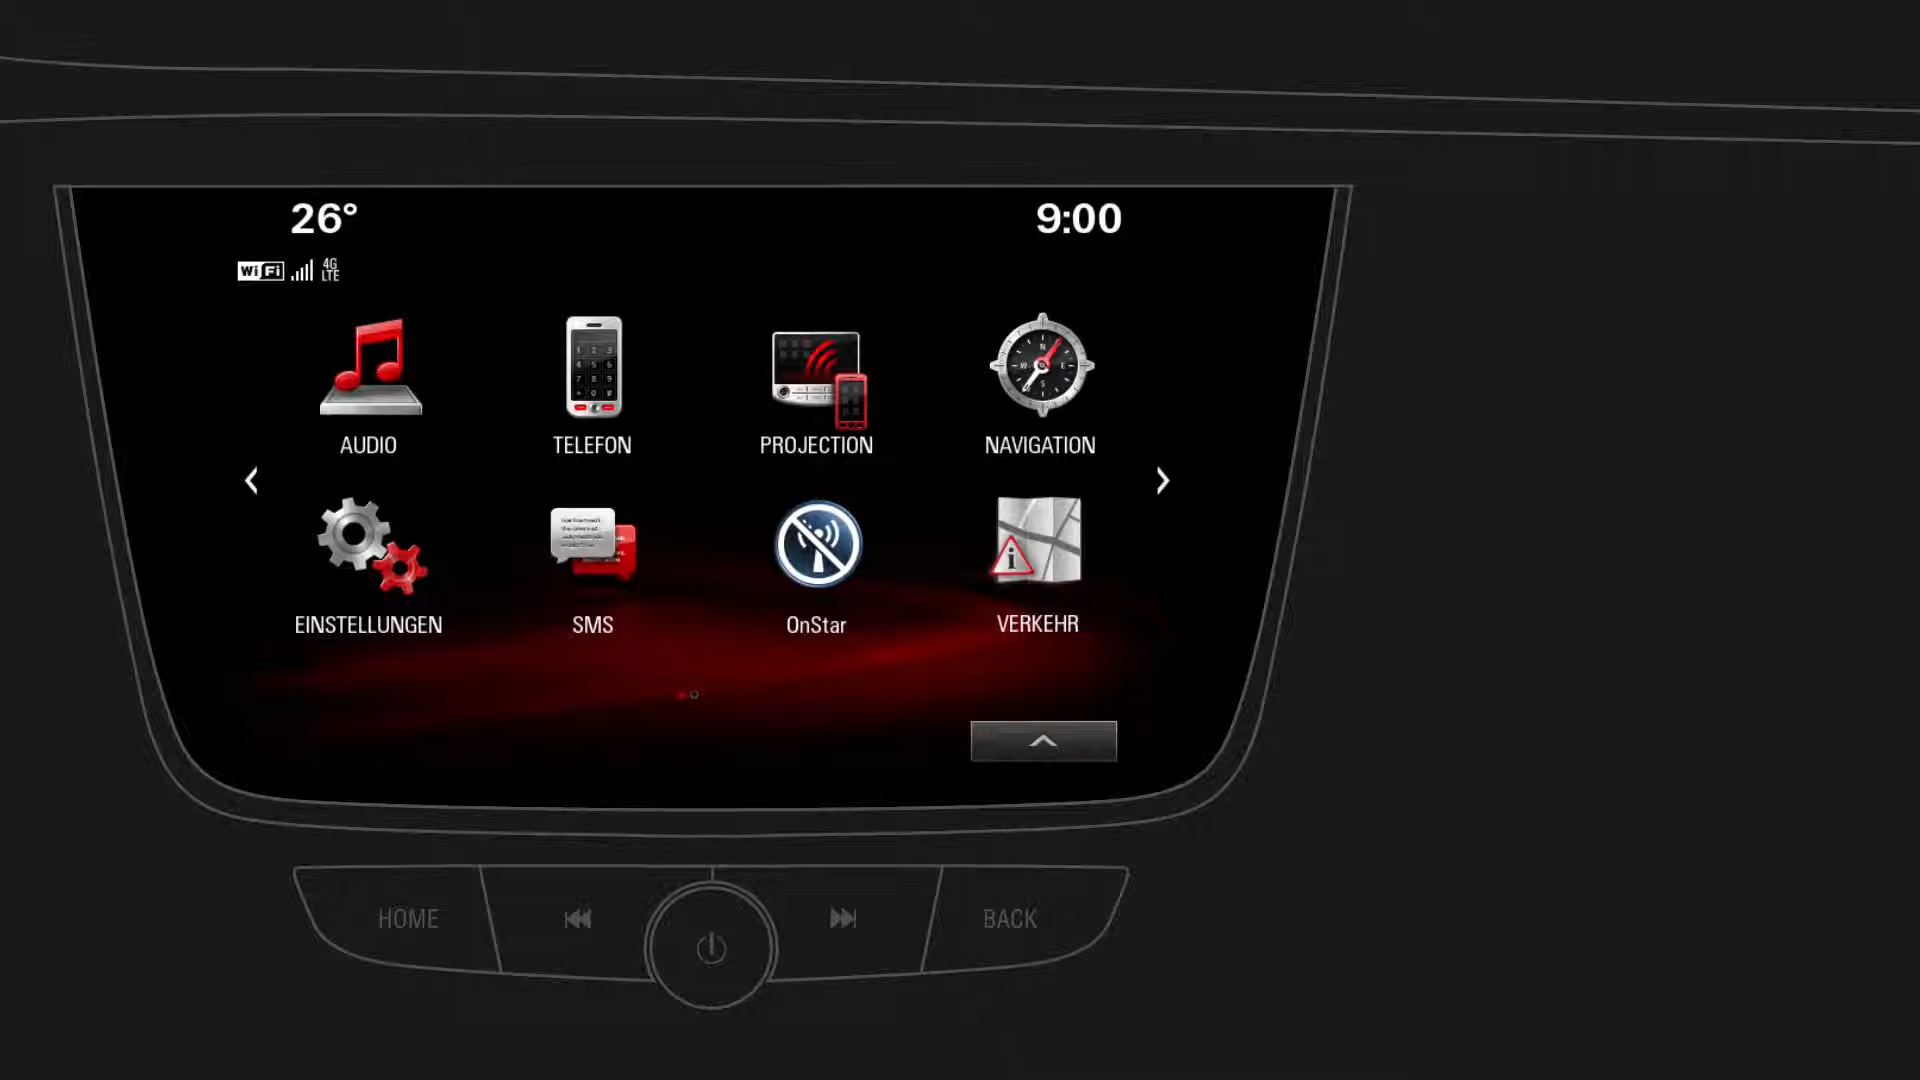 26° 9:00
WiFi 4G LTE
AUDIO TELEFON PROJECTION NAVIGATION
EINSTELLUNGEN SMS OnStar VERKEHR
HOME BACK